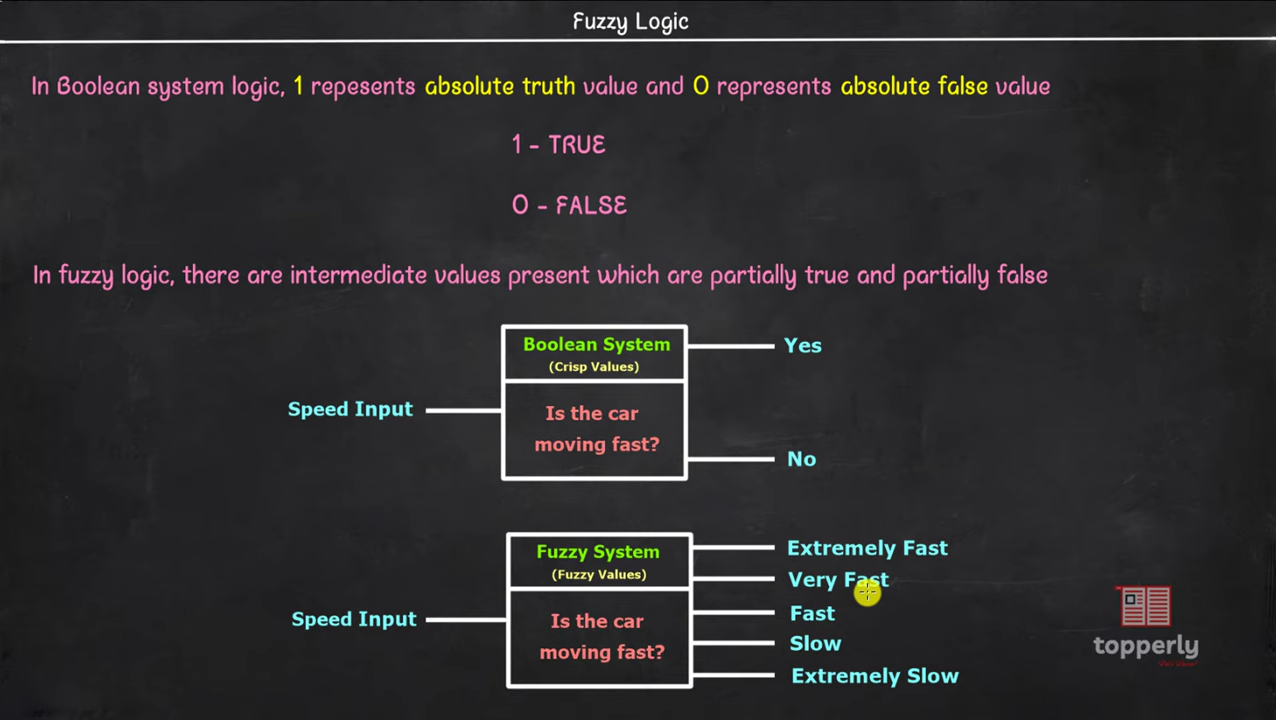 Fuzzy Logic
In Boolean system logic, 1 repesents absolute truth value and 0 represents absolute false value
1 - TRUE
0 - FALSE
In fuzzy logic, there are intermediate values present which are partially true and partially false
Boolean System
(Crisp Values)
Speed Input
Is the car
moving fast?
Yes
No
Fuzzy System
(Fuzzy Values)
Speed Input
Is the car
moving fast?
Extremely Fast
Very Fast
Fast
Slow
Extremely Slow
topperly